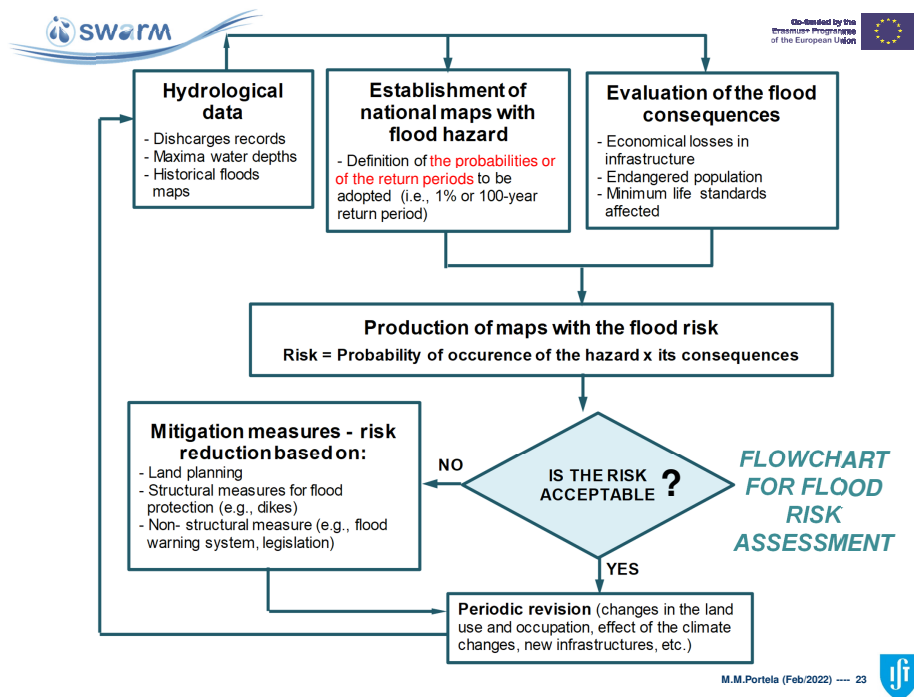 swarm
Co-funded by the
Erasmus+ Programme
of the European Union
Hydrological
data
- Dishcarges records
- Maxima water depths
- Historical floods
maps
Establishment of
national maps with
flood hazard
- Definition of the probabilities or
of the return periods to be
adopted (i.e., 1% or 100-year
return period)
Evaluation of the flood
consequences
- Economical losses in
infrastructure
- Endangered population
- Minimum life standards
affected
Production of maps with the flood risk
Risk = Probability of occurence of the hazard x its consequences
Mitigation measures - risk
reduction based on:
- Land planning
- Structural measures for flood
protection (e.g., dikes)
- Non- structural measure (e.g., flood
warning system, legislation)
NO
IS THE RISK
ACCEPTABLE ?
FLOWCHART
FOR FLOOD
RISK
ASSESSMENT
YES
Periodic revision (changes in the land
use and occupation, effect of the climate
changes, new infrastructures, etc.)
M.M.Portela (Feb/2022) ---- 23